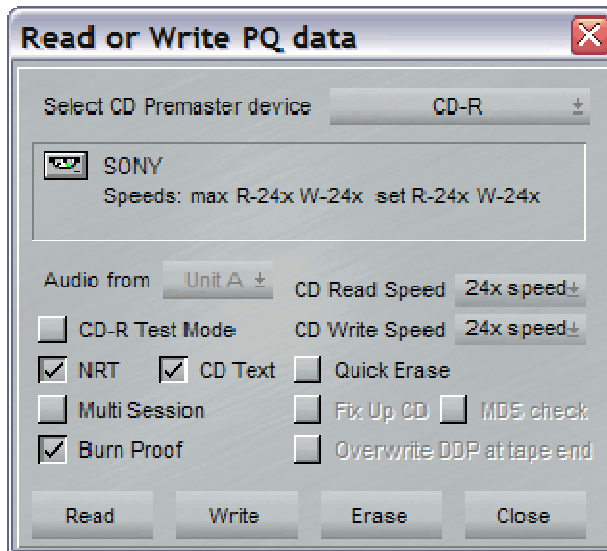 Read or Write PQ data
Select CD Premaster device CD-R
SONY
Speeds: max R-24x W-24x set R-24x W-24x
Audio from Unit A CD Read Speed 24x speed
CD-R Test Mode CD Write Speed 24x speed
NRT CD Text Quick Erase
Multi Session Fix Up CD MD5 check
Burn Proof Overwrite DDP at tape end
Read Write Erase Close